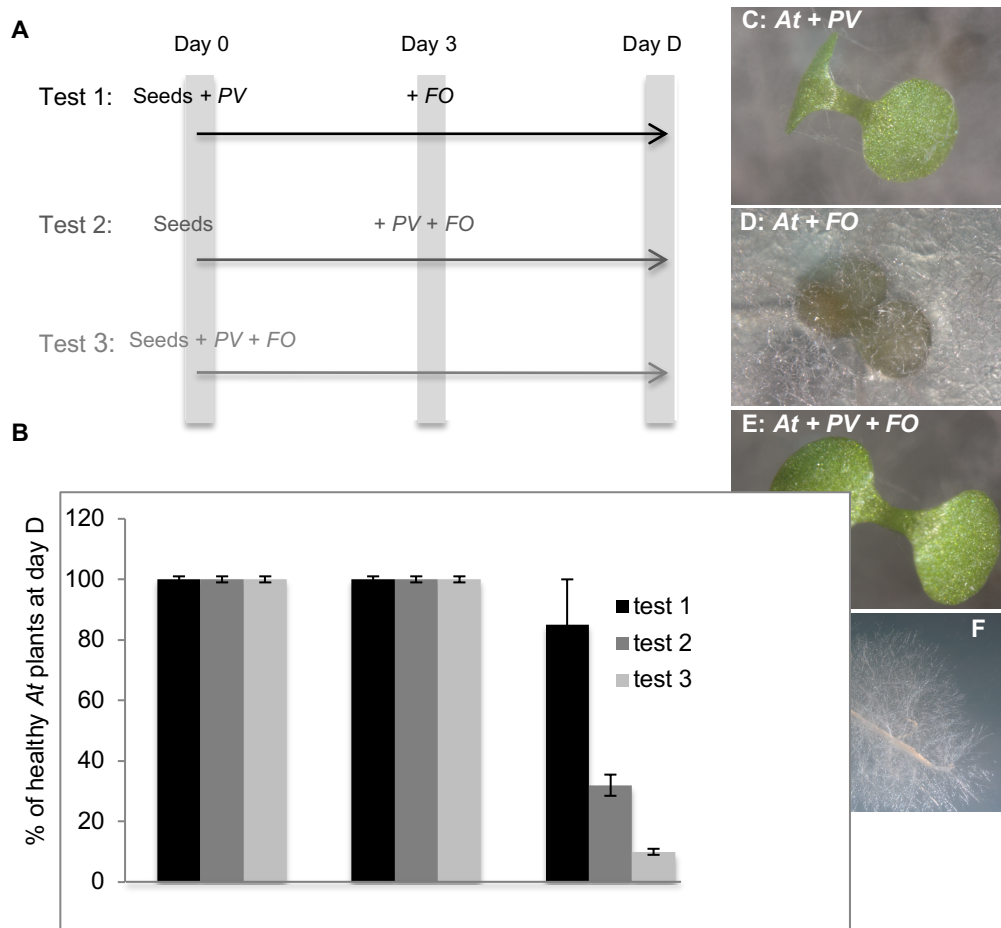 A
Day 0 Day 3 Day D
Test 1: Seeds + PV + FO
Test 2: Seeds + PV + FO
Test 3: Seeds + PV + FO
B
% of healthy At plants at day D
120
100
80
60
40
20
0
test 1
test 2
test 3
C: At + PV
D: At + FO
E: At + PV + FO
F